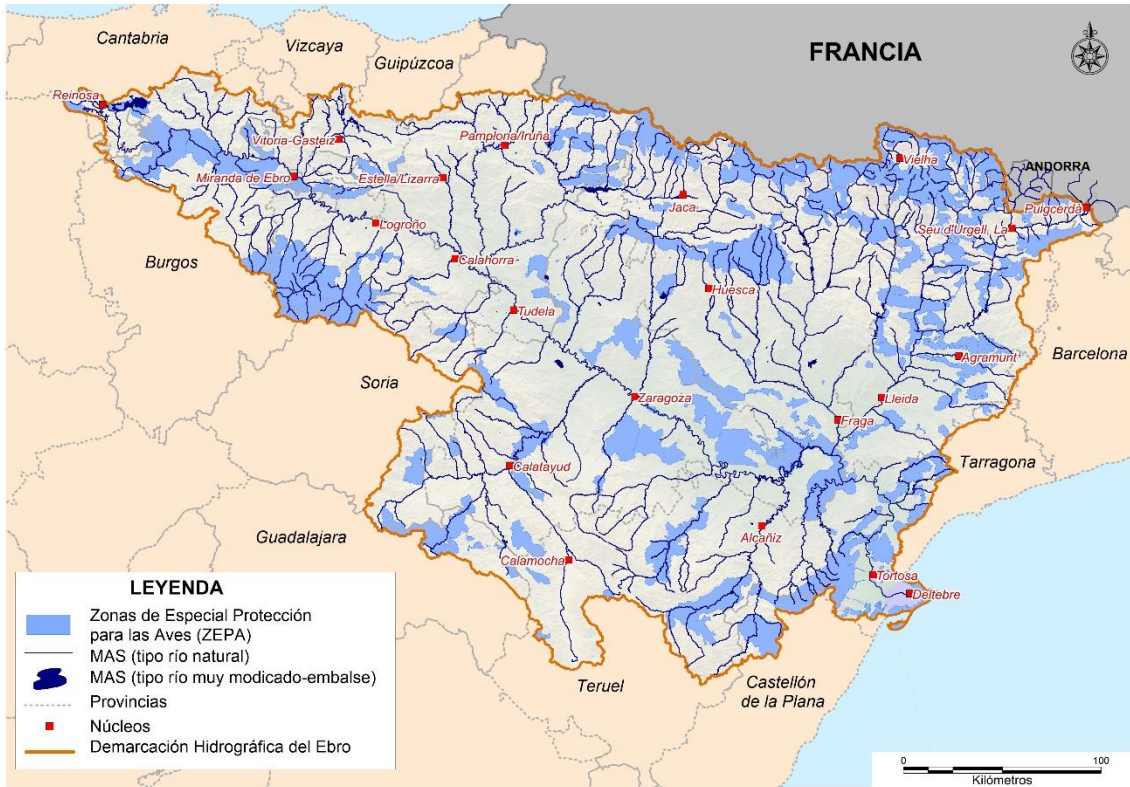 Cantabria
Vizcaya
Guipúzcoa
FRANCIA
Reinosa
Vitoria-Gasteiz
Pamplona/Iruña
Vielha
ANDORRA
Miranda de Ebro
Estella/Lizarra
Jaca
Puigcerdà
Seu d'Urgell, La
Logroño
Burgos
Calahorra
Huesca
Tudela
Agramunt
Barcelona
Soria
Zaragoza
Lleida
Fraga
Calatayud
Tarragona
Guadalajara
Alcañiz
Calamocha
Tortosa
Deltebre
Teruel
Castellón
de la Plana
LEYENDA
Zonas de Especial Protección
para las Aves (ZEPA)
MAS (tipo río natural)
MAS (tipo río muy modicado-embalse)
Provincias
Núcleos
Demarcación Hidrográfica del Ebro
0 100
Kilómetros